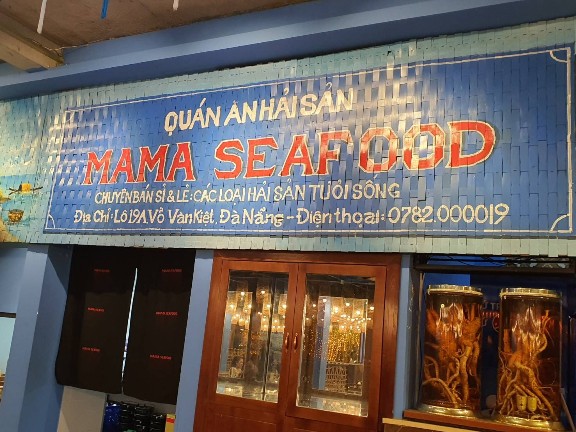 QUÁN ĂN HẢI SẢN
MAMA SEAFOOD
CHUYÊN BÁN SỈ & LẺ : CÁC LOẠI HẢI SẢN TƯƠI SỐNG
Địa Chỉ : Lô 19A Võ Văn Kiệt, Đà Nẵng - Điện thoại : 0782.000019